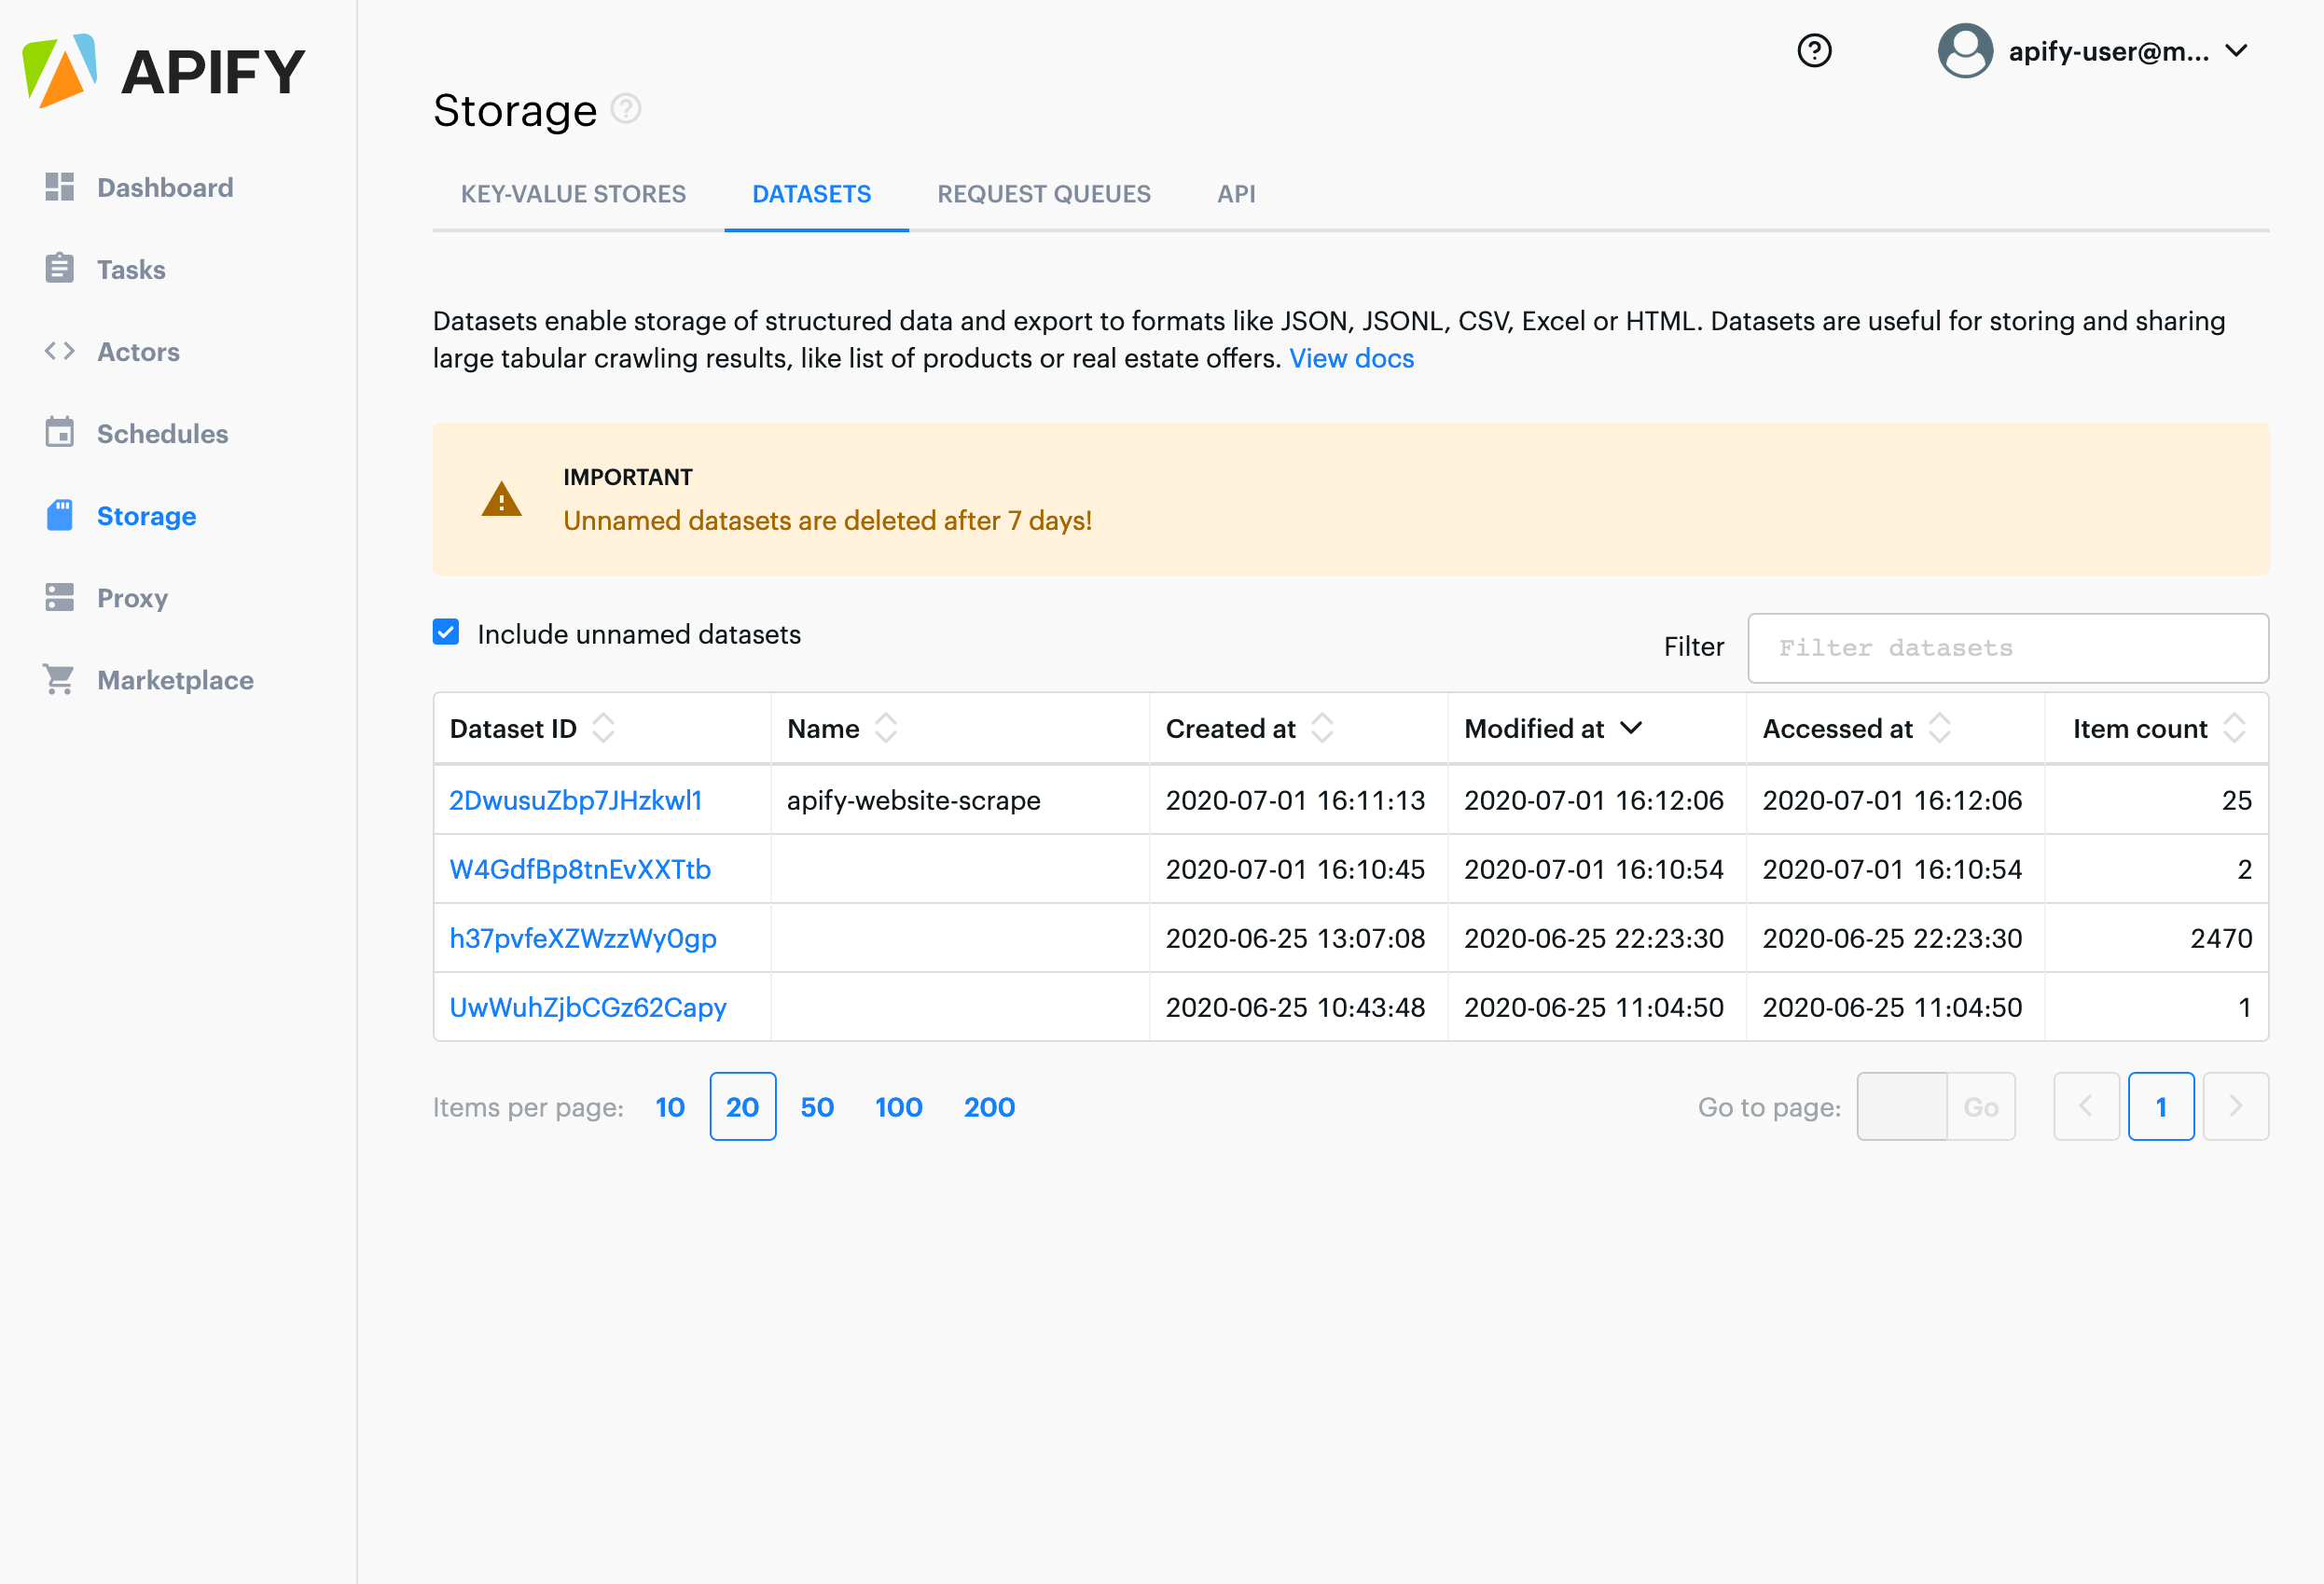 APIFY
Dashboard
Tasks
Actors
Schedules
Storage
Proxy
Marketplace
apify-user@m...
Storage
KEY-VALUE STORES DATASETS REQUEST QUEUES API
Datasets enable storage of structured data and export to formats like JSON, JSONL, CSV, Excel or HTML. Datasets are useful for storing and sharing
large tabular crawling results, like list of products or real estate offers. View docs
IMPORTANT
Unnamed datasets are deleted after 7 days!
Include unnamed datasets
Filter Filter datasets
Dataset ID Name Created at Modified at Accessed at Item count
2DwusuZbp7JHzkwl1 apify-website-scrape 2020-07-01 16:11:13 2020-07-01 16:12:06 2020-07-01 16:12:06 25
W4GdfBp8tnEvXXTtb 2020-07-01 16:10:45 2020-07-01 16:10:54 2020-07-01 16:10:54 2
h37pvfeXZWzzWy0gp 2020-06-25 13:07:08 2020-06-25 22:23:30 2020-06-25 22:23:30 2470
UwWuhZjbCGz62Capy 2020-06-25 10:43:48 2020-06-25 11:04:50 2020-06-25 11:04:50 1
Items per page: 10 20 50 100 200 Go to page: Go 1